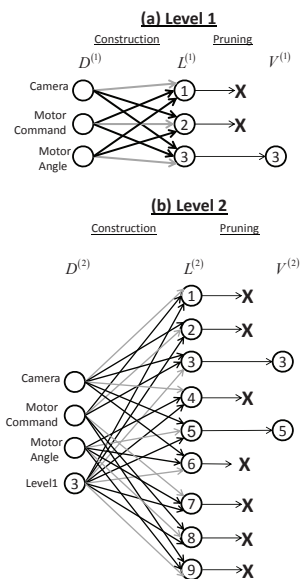 (a) Level 1
Construction Pruning
D^{(1)} L^{(1)} V^{(1)}
Camera 1 X
Motor
Command 2 X
Motor
Angle 3 3
(b) Level 2
Construction Pruning
D^{(2)} L^{(2)} V^{(2)}
1 X
2 X
3 3
Camera
4 X
Motor
Command
5 5
Motor
Angle
6 X
Level1 3
7 X
8 X
9 X